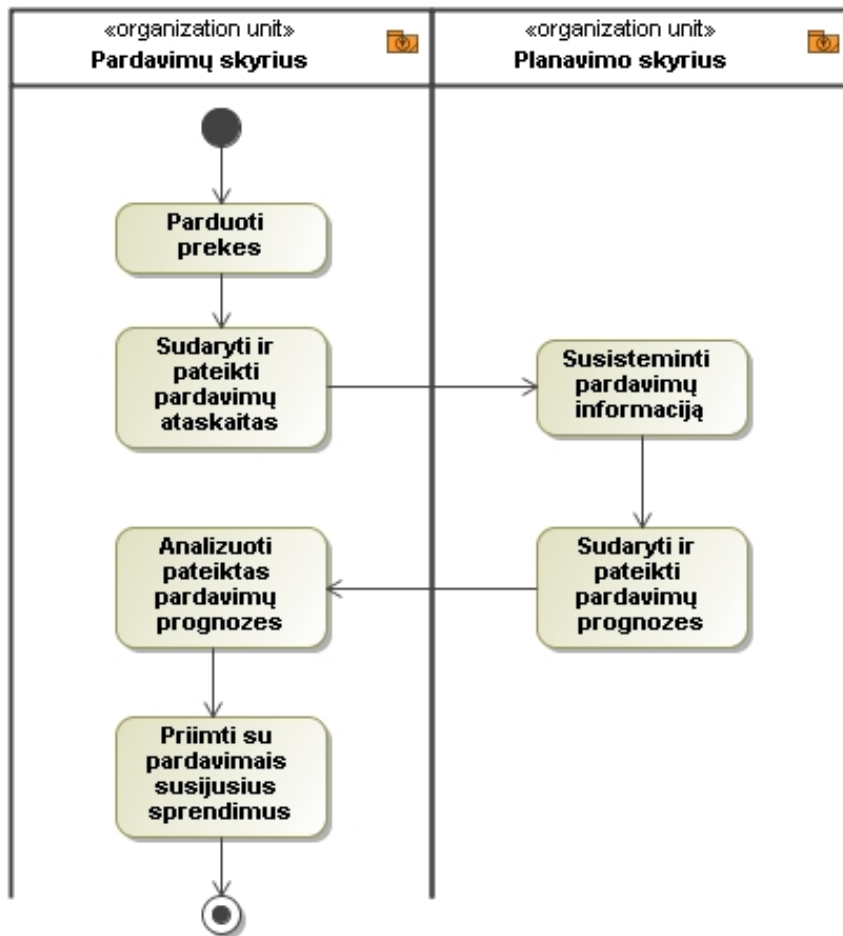 «organization unit»
Pardavimų skyrius
«organization unit»
Planavimo skyrius
Parduoti
prekes
Sudaryti ir
pateikti
pardavimų
ataskaitas
Susisteminti
pardavimų
informaciją
Sudaryti ir
pateikti
pardavimų
prognozes
Analizuoti
pateiktas
pardavimų
prognozes
Priimti su
pardavimais
susijusius
sprendimus